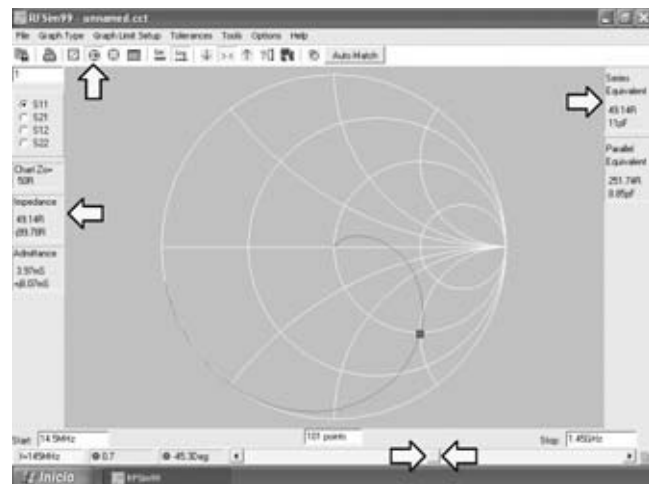 RFSim99 - unnamed.cct
File Graph Type Graph Limit Setup Tolerances Tools Options Help
Auto Match
1
S11
S21
S12
S22
Chart Zo=
50R
Impedance
49.14R
-j99.78R
Admittance
3.97mS
+j8.07mS
Series
Equivalent
49.14R
11pF
Parallel
Equivalent
251.74R
8.85pF
Start 14.5MHz
101 points
Stop 1.45GHz
f=145MHz
0.7
-45.30eg
Inicio
RFSim99